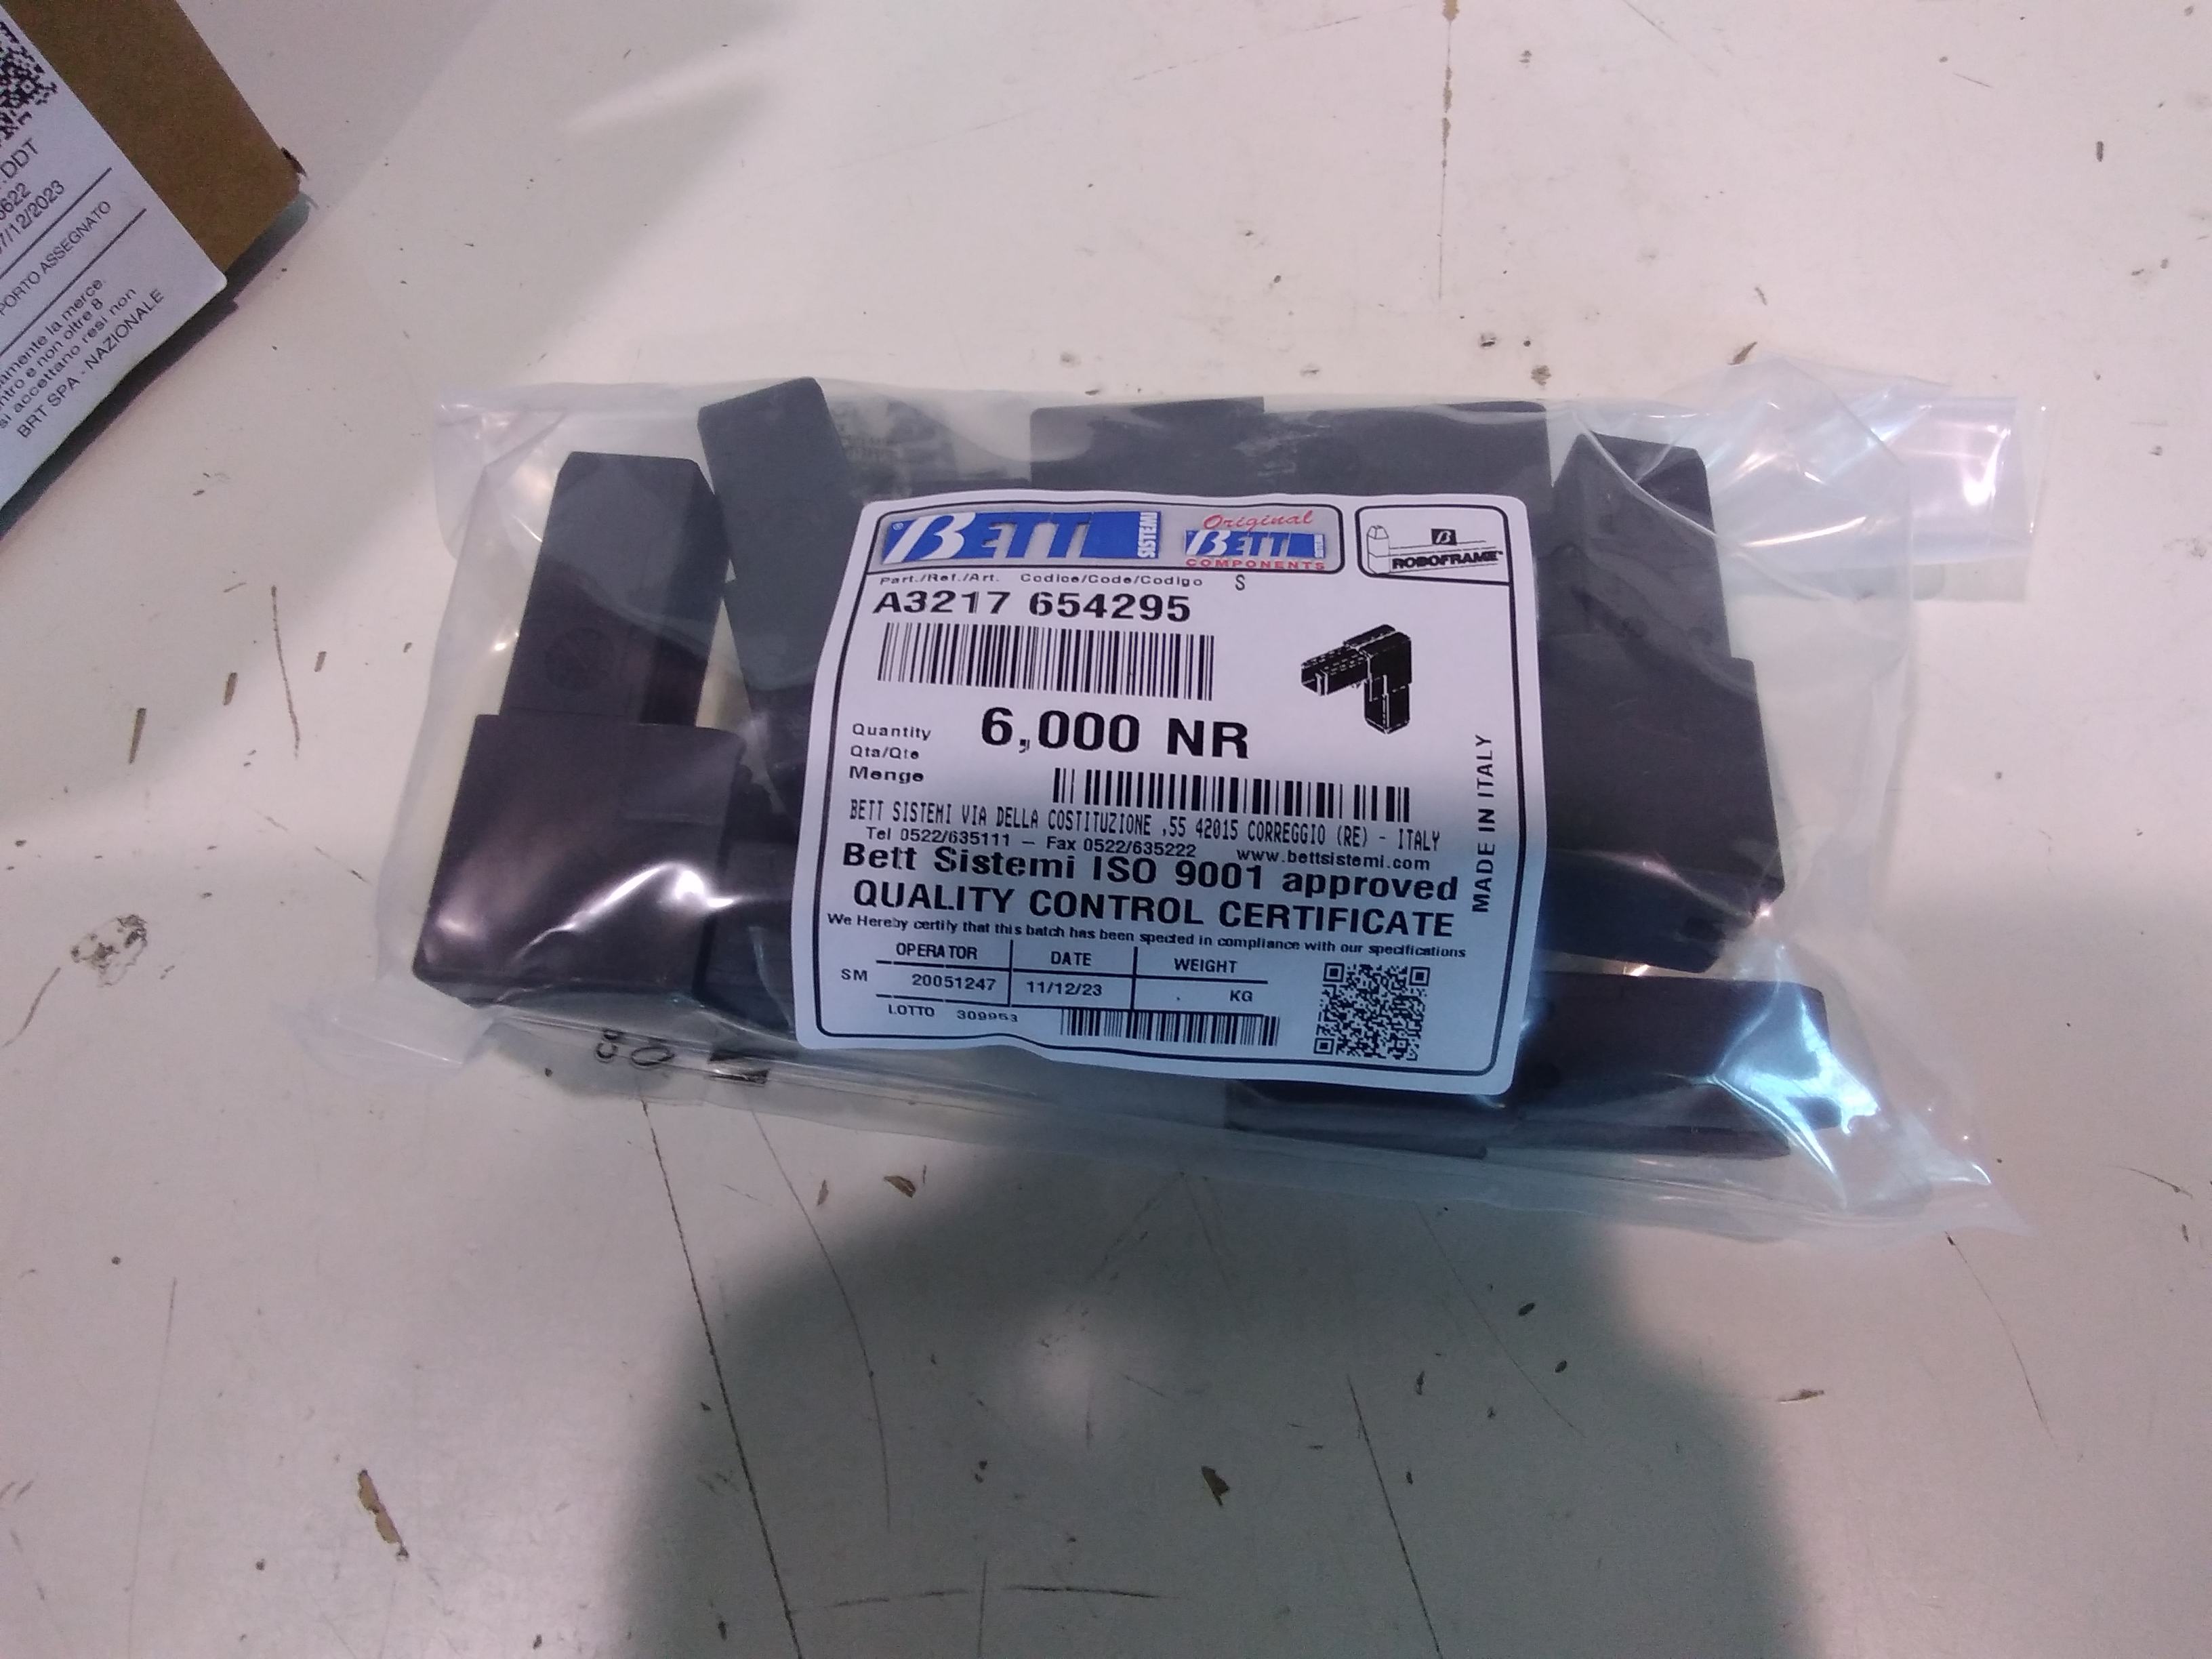 DDT
/12/2023
PORTO ASSEGNATO
amente la merce.
ntro e non oltre 8
si accettano resi non
BRT SPA - NAZIONALE
BETT SISTEMI
Original
BETT
COMPONENTS
B
ROBOFRAME
Part./Ref./Art. Codice/Code/Codigo S
A3217 654295
Quantity
Qta/Qte
Menge
6,000 NR
MADE IN ITALY
BETT SISTEMI VIA DELLA COSTITUZIONE ,55 42015 CORREGGIO (RE) - ITALY
Tel 0522/635111 – Fax 0522/635222 www.bettsistemi.com
Bett Sistemi ISO 9001 approved
QUALITY CONTROL CERTIFICATE
We Hereby certify that this batch has been spected in compliance with our specifications
OPERATOR DATE WEIGHT
SM 20051247 11/12/23 . KG
LOTTO 309953